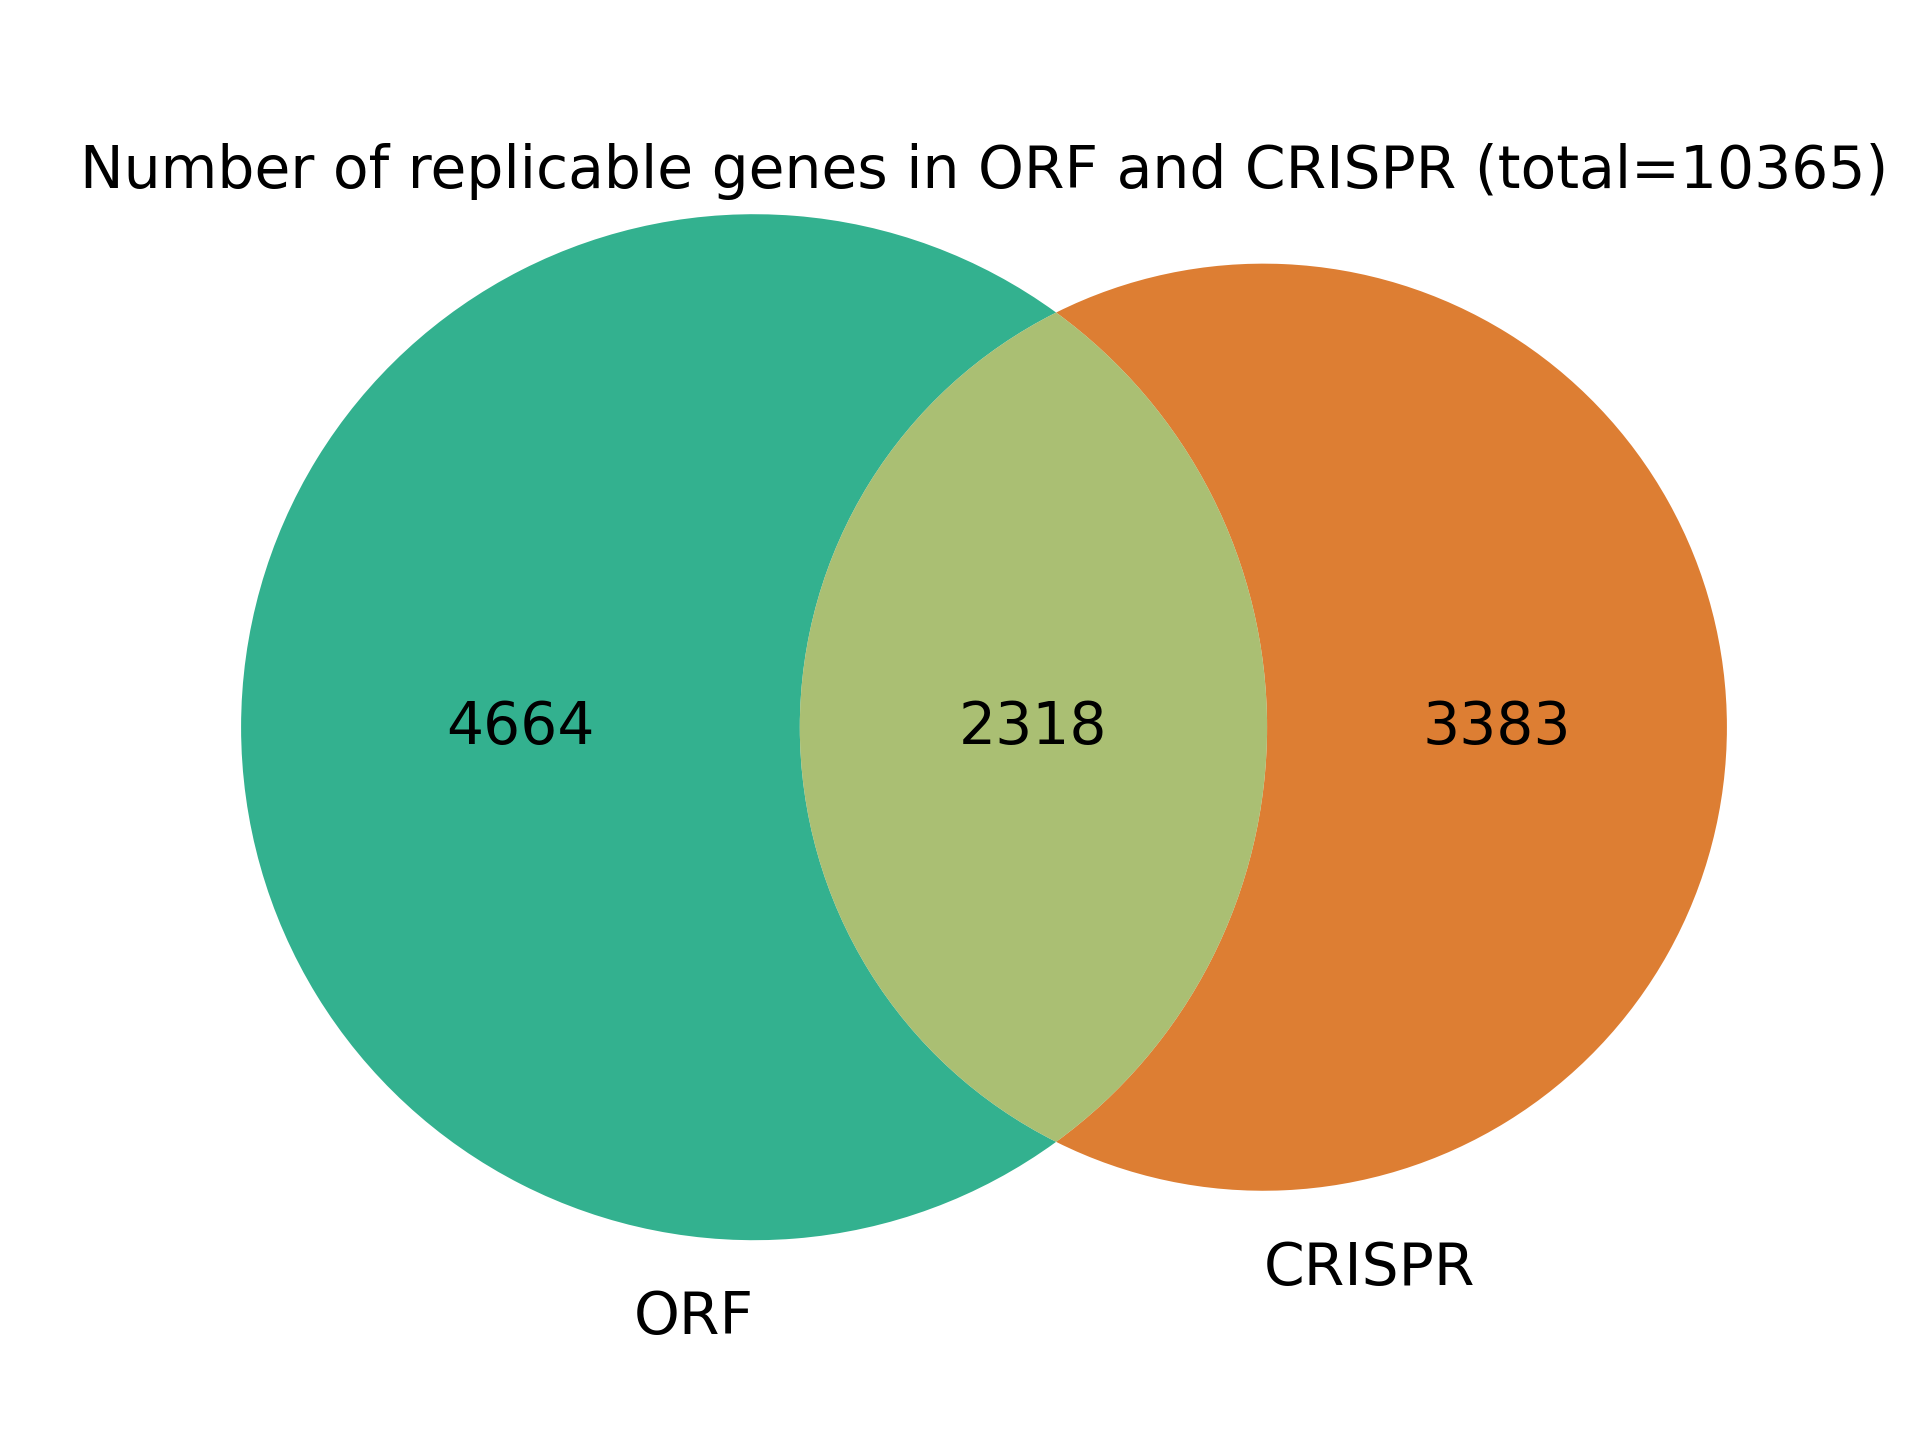 Number of replicable genes in ORF and CRISPR (total=10365)
4664
2318
3383
CRISPR
ORF